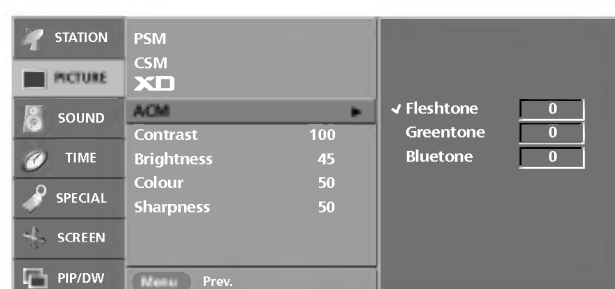 STATION
PICTURE
SOUND
TIME
SPECIAL
SCREEN
PIP/DW
PSM
CSM
XD
ACM
Contrast 100
Brightness 45
Colour 50
Sharpness 50
Menu Prev.
✓ Fleshtone 0
Greentone 0
Bluetone 0